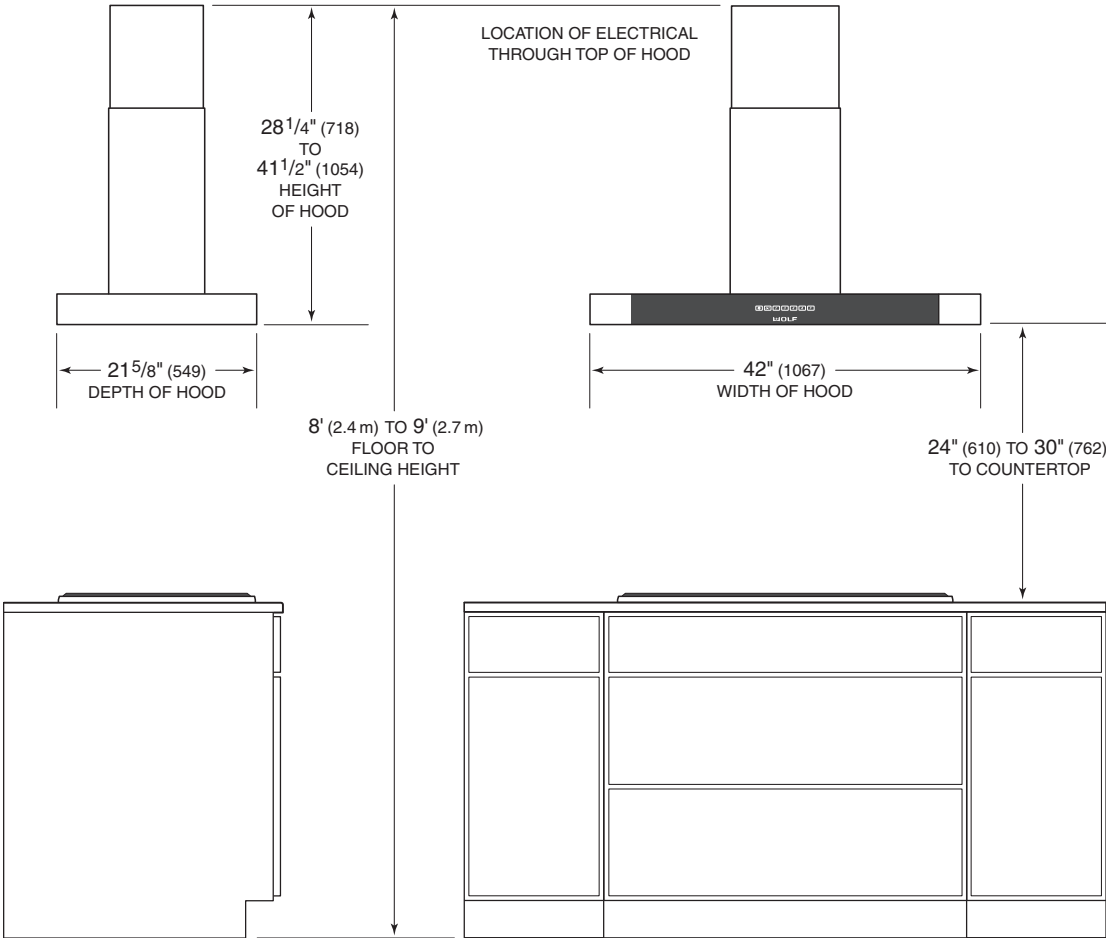 LOCATION OF ELECTRICAL
THROUGH TOP OF HOOD
28 1/4" (718)
TO
41 1/2" (1054)
HEIGHT
OF HOOD
WOLF
21 5/8" (549)
DEPTH OF HOOD
42" (1067)
WIDTH OF HOOD
8' (2.4 m) TO 9' (2.7 m)
FLOOR TO
CEILING HEIGHT
24" (610) TO 30" (762)
TO COUNTERTOP